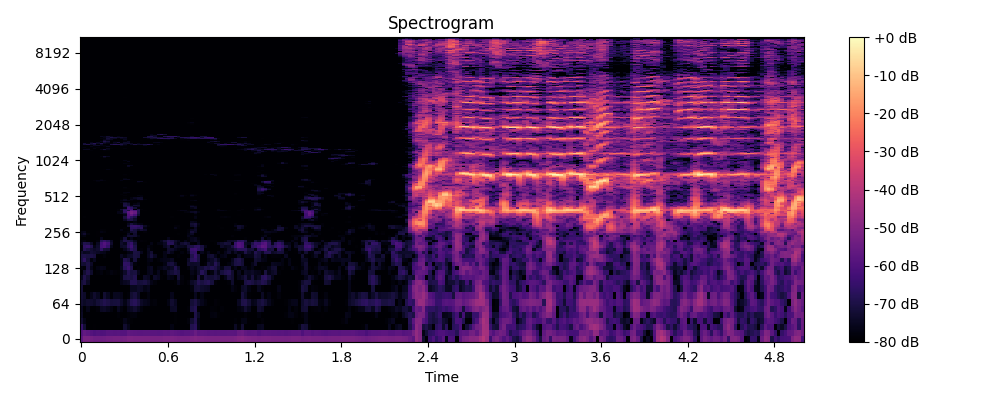 Spectrogram
8192
4096
2048
1024
512
256
128
64
0
Frequency
0 0.6 1.2 1.8 2.4 3 3.6 4.2 4.8
Time
+0 dB
-10 dB
-20 dB
-30 dB
-40 dB
-50 dB
-60 dB
-70 dB
-80 dB